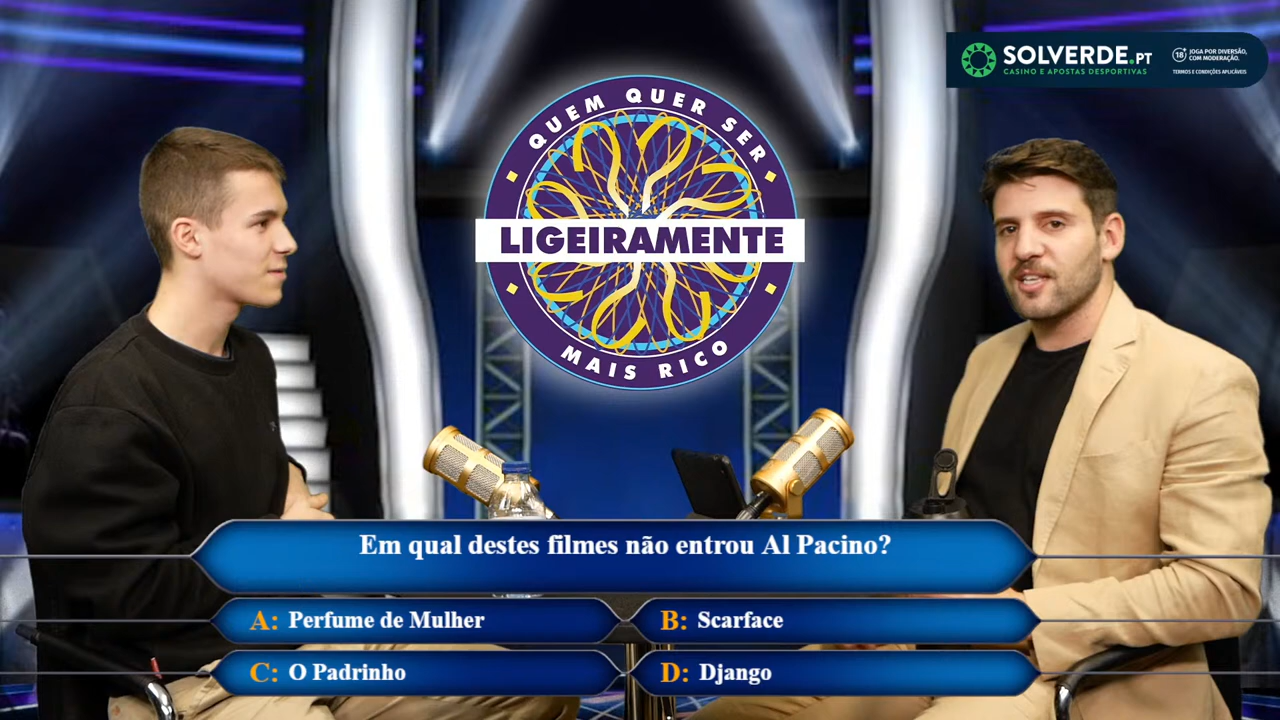 SOLVERDE.PT
CASINO E APOSTAS DESPORTIVAS
18+
JOGA POR DIVERSÃO,
COM MODERAÇÃO.
TERMOS E CONDIÇÕES APLICÁVEIS
QUEM QUER SER
LIGEIRAMENTE
MAIS RICO
Em qual destes filmes não entrou Al Pacino?
A: Perfume de Mulher
B: Scarface
C: O Padrinho
D: Django